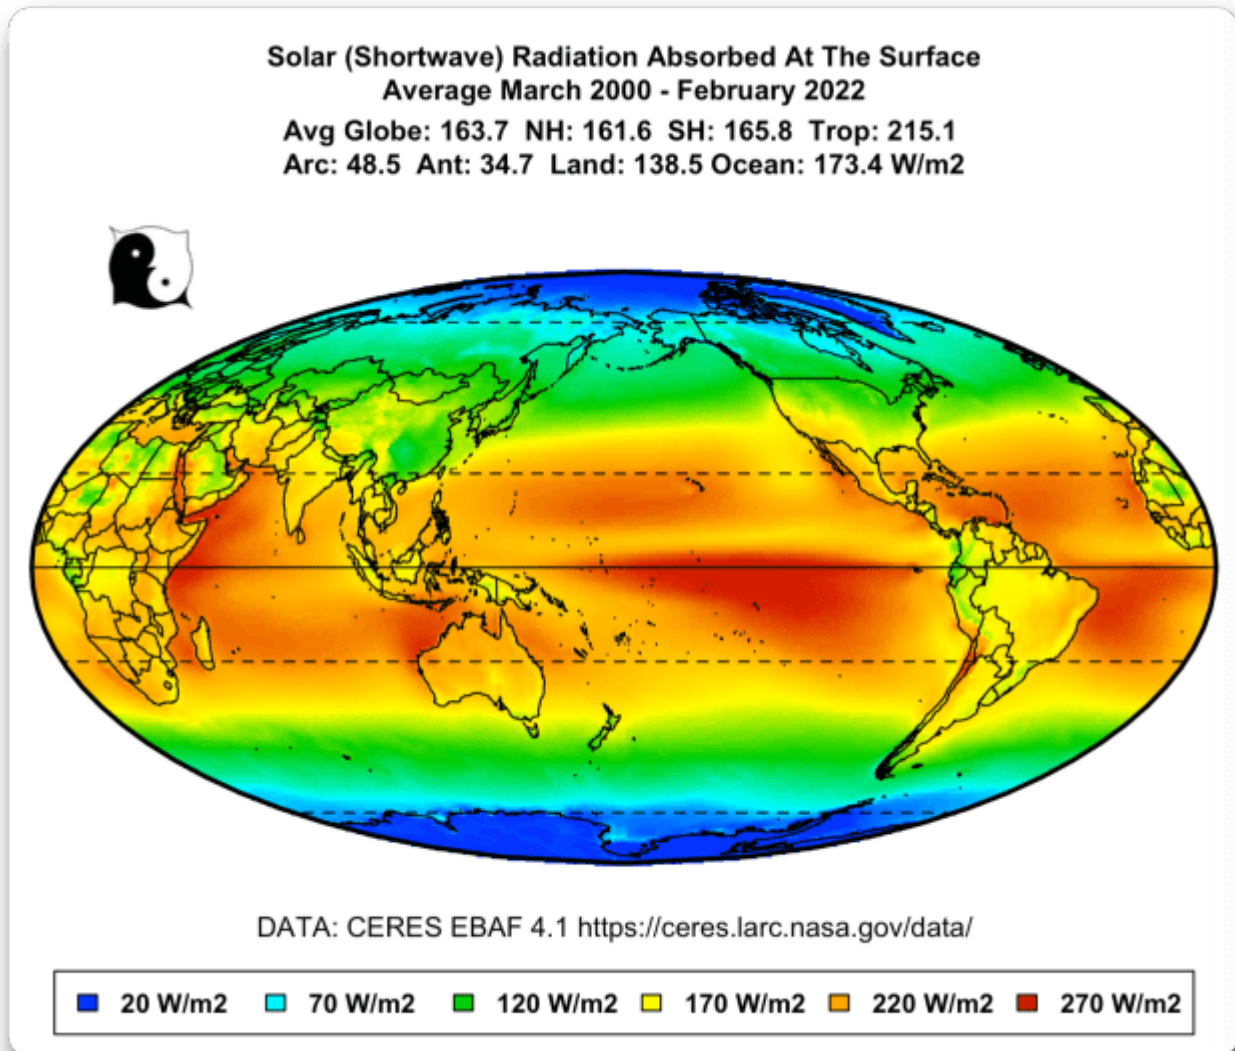 Solar (Shortwave) Radiation Absorbed At The Surface
Average March 2000 - February 2022
Avg Globe: 163.7 NH: 161.6 SH: 165.8 Trop: 215.1
Arc: 48.5 Ant: 34.7 Land: 138.5 Ocean: 173.4 W/m2
DATA: CERES EBAF 4.1 https://ceres.larc.nasa.gov/data/
20 W/m2 70 W/m2 120 W/m2 170 W/m2 220 W/m2 270 W/m2